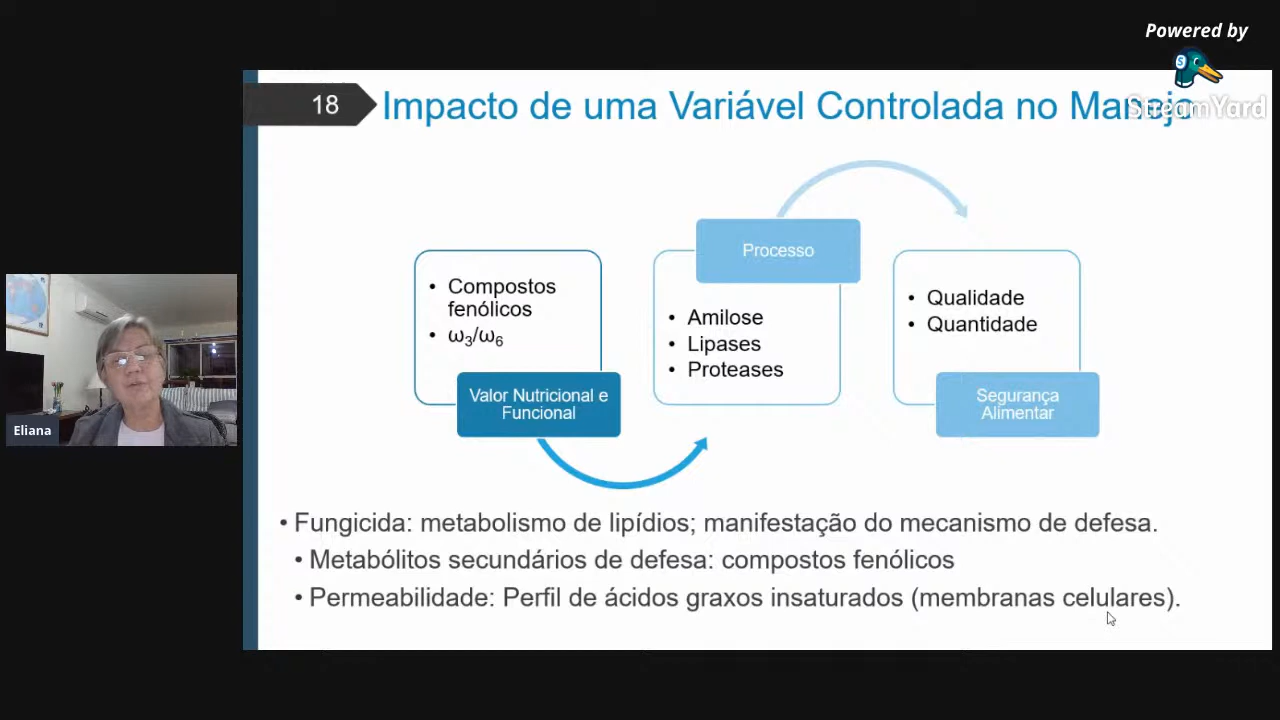 Powered by
StreamYard
18
Impacto de uma Variável Controlada no Manejo
Processo
• Compostos
fenólicos
• ω3/ω6
Valor Nutricional e
Funcional
• Amilose
• Lipases
• Proteases
• Qualidade
• Quantidade
Segurança
Alimentar
• Fungicida: metabolismo de lipídios; manifestação do mecanismo de defesa.
• Metabólitos secundários de defesa: compostos fenólicos
• Permeabilidade: Perfil de ácidos graxos insaturados (membranas celulares).
Eliana